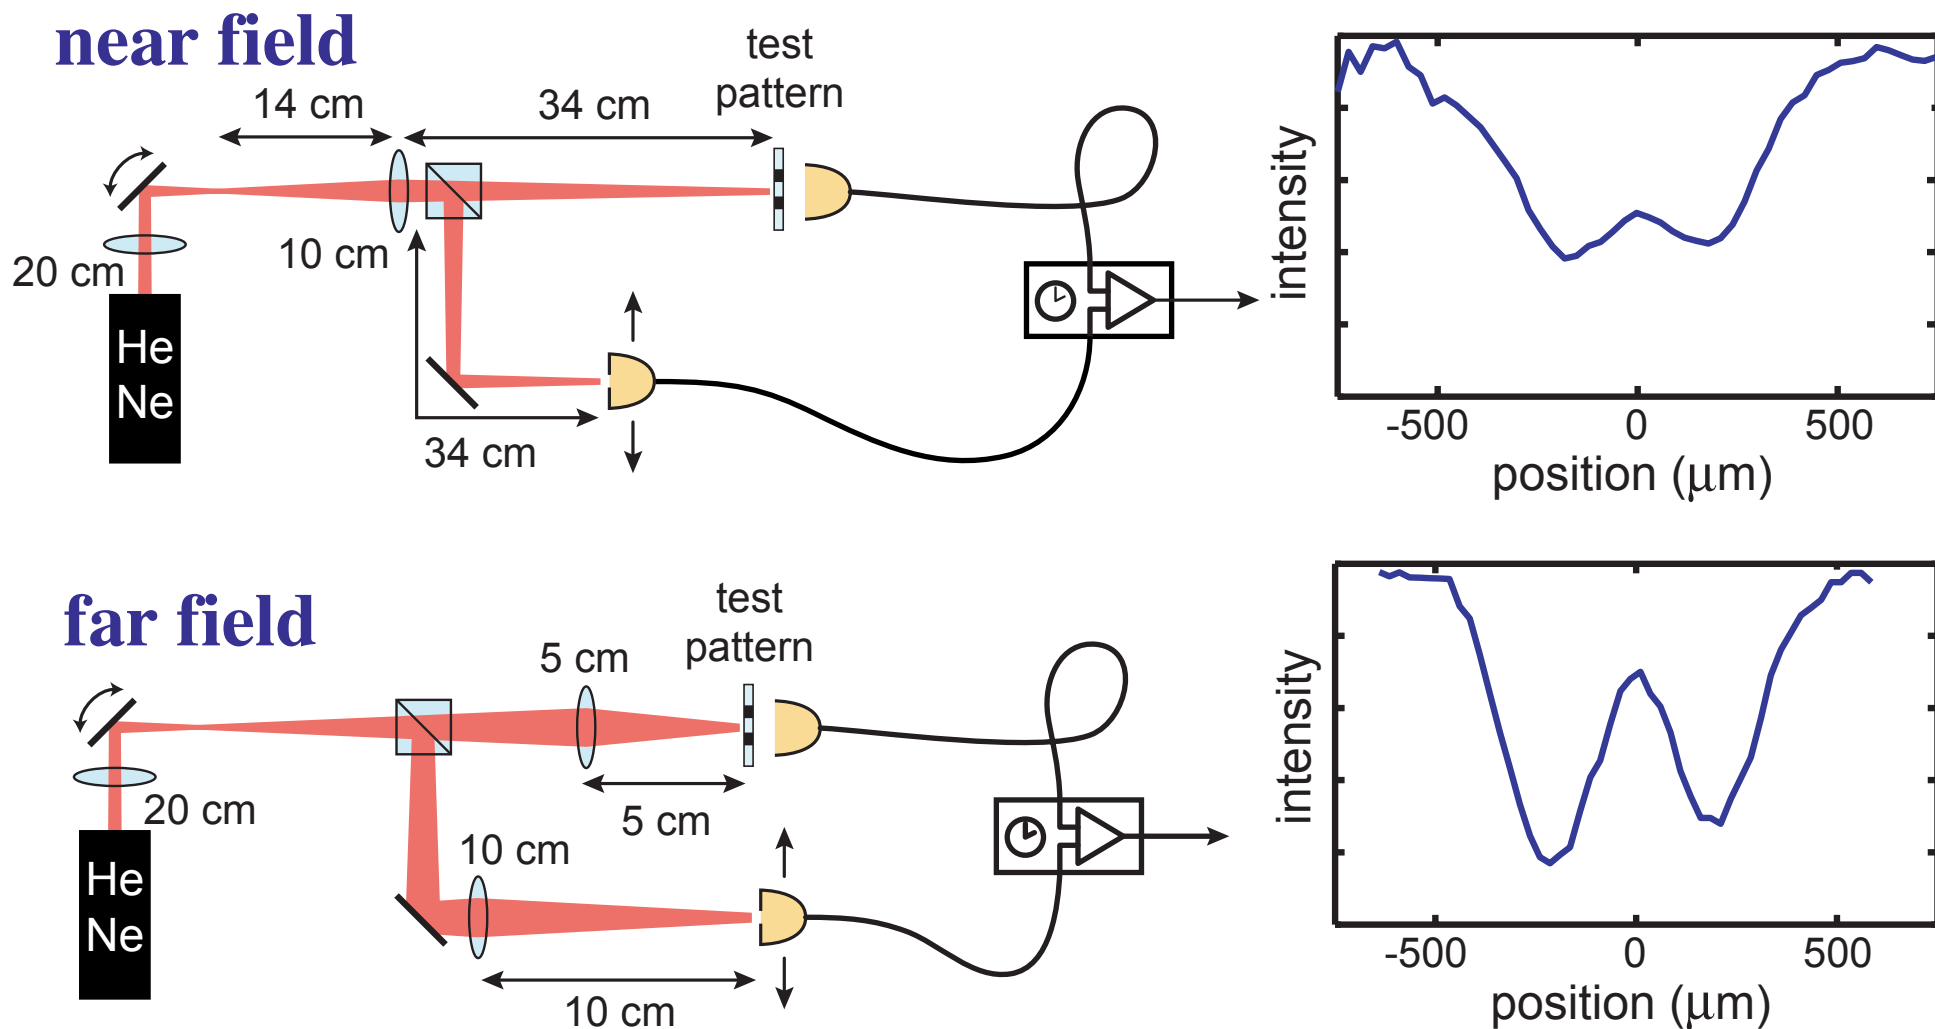 near field
test
pattern
14 cm
34 cm
10 cm
20 cm
He
Ne
34 cm
intensity
-500
0
500
position (μm)
far field
test
pattern
5 cm
20 cm
5 cm
10 cm
He
Ne
10 cm
intensity
-500
0
500
position (μm)